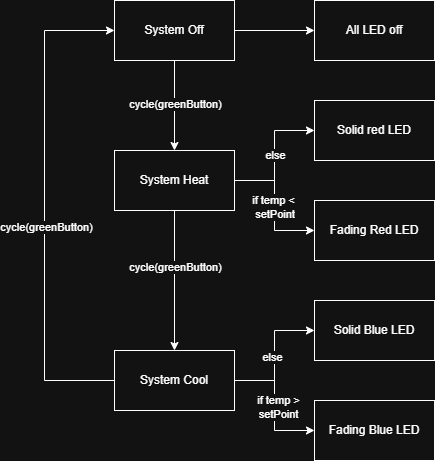 System Off
All LED off
cycle(greenButton)
Solid red LED
else
System Heat
if temp <
setPoint
Fading Red LED
cycle(greenButton)
cycle(greenButton)
Solid Blue LED
else
System Cool
if temp >
setPoint
Fading Blue LED